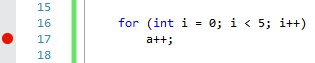 15
16 for (int i = 0; i < 5; i++)
17 a++;
18